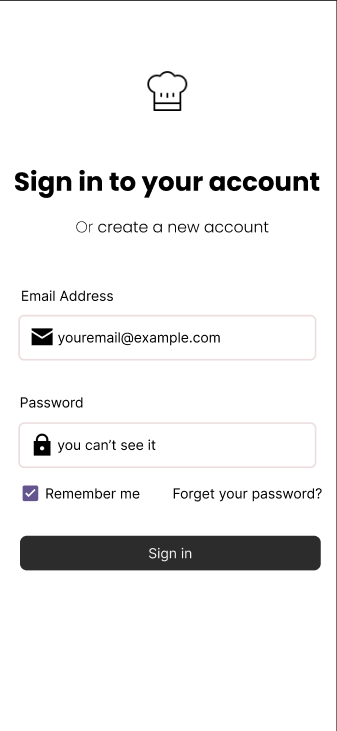 Sign in to your account
Or create a new account
Email Address
youremail@example.com
Password
you can't see it
Remember me Forget your password?
Sign in